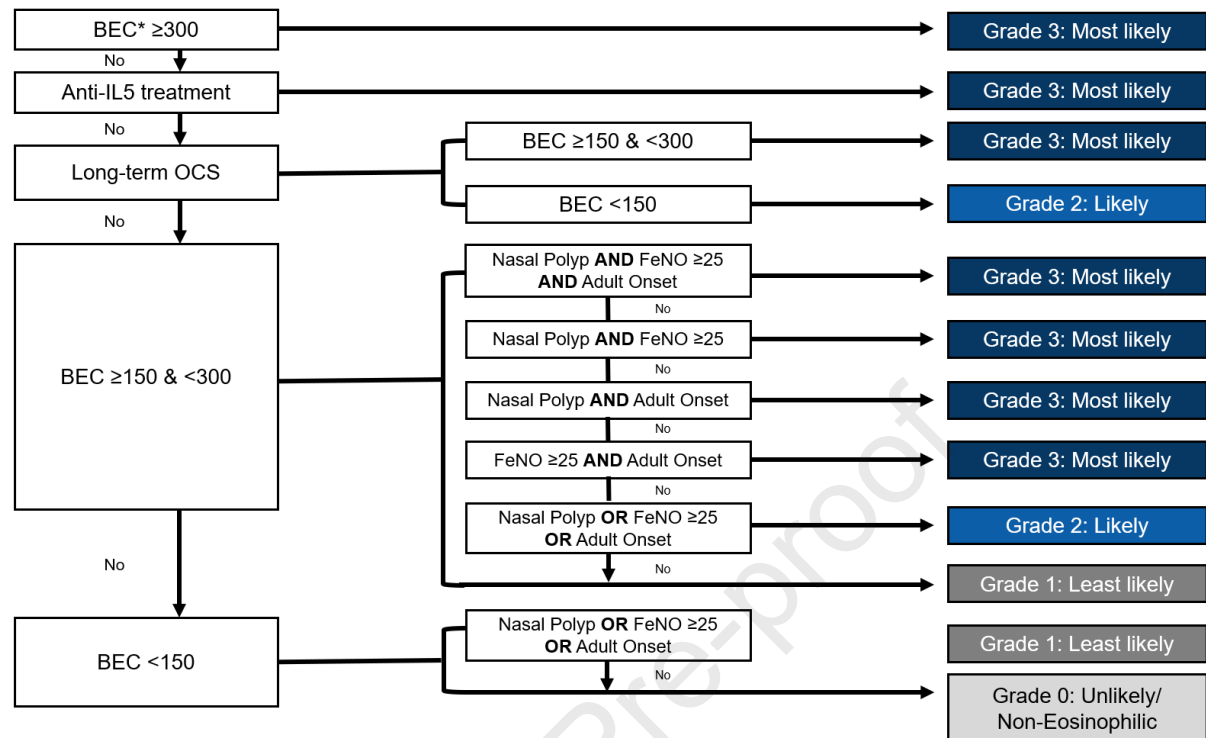 BEC* ≥300
Grade 3: Most likely
No
Anti-IL5 treatment
Grade 3: Most likely
No
Long-term OCS
BEC ≥150 & <300
Grade 3: Most likely
BEC <150
Grade 2: Likely
No
BEC ≥150 & <300
Nasal Polyp AND FeNO ≥25
AND Adult Onset
Grade 3: Most likely
No
Nasal Polyp AND FeNO ≥25
Grade 3: Most likely
No
Nasal Polyp AND Adult Onset
Grade 3: Most likely
No
FeNO ≥25 AND Adult Onset
Grade 3: Most likely
No
Nasal Polyp OR FeNO ≥25
OR Adult Onset
Grade 2: Likely
No
Grade 1: Least likely
No
BEC <150
Nasal Polyp OR FeNO ≥25
OR Adult Onset
Grade 1: Least likely
No
Grade 0: Unlikely/
Non-Eosinophilic
Pre-proof